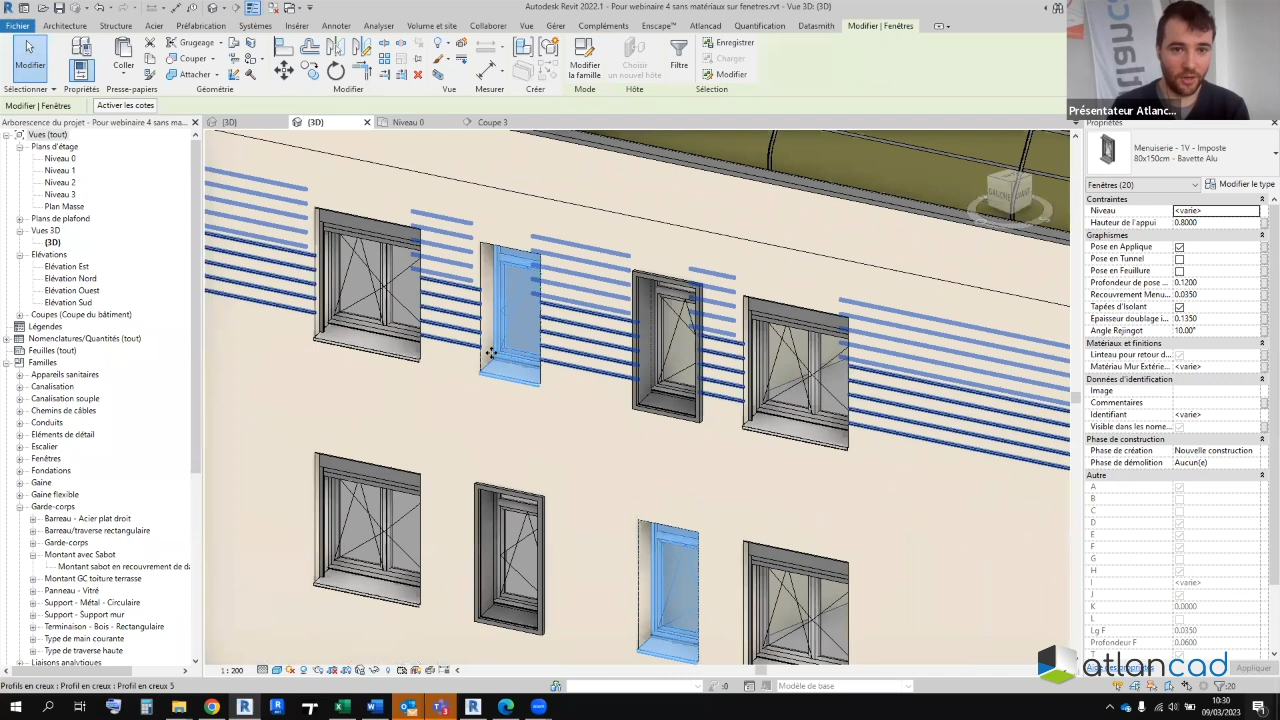 Autodesk Revit 2022.1 - Pour webinaire 4 sans matériaux sur fenetres.rvt - Vue 3D: {3D}
Fichier
Précontraint
Systèmes
Insérer
Annoter
Analyser
Volume et site
Collaborer
Vue
Gérer
Compléments
Enscape™
Atlas
Quantification
Datasmith
Modifier | Fenêtres
Modifier
Coller
Grugeage
Couper
Attacher
Modifier la famille
Choisir un nouvel hôte
Filtre
Enregistrer
Charger
Modifier
Sélectionner
Propriétés
Presse-papiers
Géométrie
Modifier
Vue
Mesurer
Créer
Mode
Hôte
Sélection
Présentateur Atlanc...
Modifier | Fenêtres
Activer les cotes
Arborescence du projet - Pour webinaire 4 sans ma...
{3D}
{3D}
Niveau 0
Coupe 3
Vues (tout)
Plans d'étage
Niveau 0
Niveau 1
Niveau 2
Niveau 3
Plan Masse
Plans de plafond
Vues 3D
{3D}
Elévations
Elévation Est
Elévation Nord
Elévation Ouest
Elévation Sud
Coupes (Coupe du bâtiment)
Légendes
Nomenclatures/Quantités (tout)
Feuilles (tout)
Familles
Appareils sanitaires
Canalisation
Canalisation souple
Chemins de câbles
Conduits
Eléments de détail
Escalier
Fenêtres
Fondations
Gaine
Gaine flexible
Garde-corps
Barreau - Acier plat droit
Barreau/traverse rectangulaire
Garde-corps
Montant avec Sabot
Montant sabot en recouvrement de da
Montant GC toiture terrasse
Panneau - Vitré
Support - Métal - Circulaire
Support - Support mur
Terminaison - Bois - Rectangulaire
Type de main courante
Type de traverse haute
Liaisons analytiques
GAUCHE
AVANT
Propriétés
Menuiserie - 1V - Imposte
80x150cm - Bavette Alu
Fenêtres (20)
Modifier le type
Contraintes
Niveau <varie>
Hauteur de l'appui 0.8000
Graphismes
Pose en Applique
Pose en Tunnel
Pose en Feuillure
Profondeur de pose ... 0.1200
Recouvrement Menu... 0.0350
Tapées d'Isolant
Epaisseur doublage i... 0.1350
Angle Rejingot 10.00°
Matériaux et finitions
Linteau pour retour d...
Matériau Mur Extérie... <varie>
Données d'identification
Image
Commentaires
Identifiant <varie>
Visible dans les nome...
Phase de construction
Phase de création Nouvelle construction
Phase de démolition Aucun(e)
Autre
A
B
C
D
E
F
G
H
I <varie>
J
K 0.0000
L
Lg F 0.0350
Profondeur F 0.0600
T
Aide des propriétés
Appliquer
atlancad
1 : 200
Profils en creux : Profil en creux : Profil en creux 5
:0
Modèle de base
:20
10:30
09/03/2023